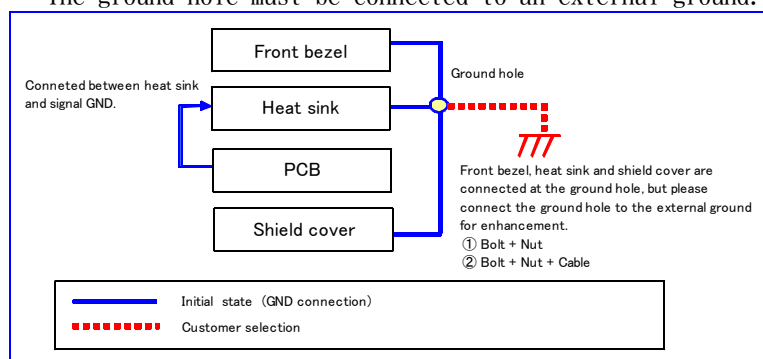 The ground hole must be connected to an external ground.
Front bezel
Ground hole
Conneted between heat sink
and signal GND.
Heat sink
PCB
Front bezel, heat sink and shield cover are
connected at the ground hole, but please
connect the ground hole to the external ground
for enhancement.
① Bolt + Nut
② Bolt + Nut + Cable
Shield cover
Initial state (GND connection)
Customer selection